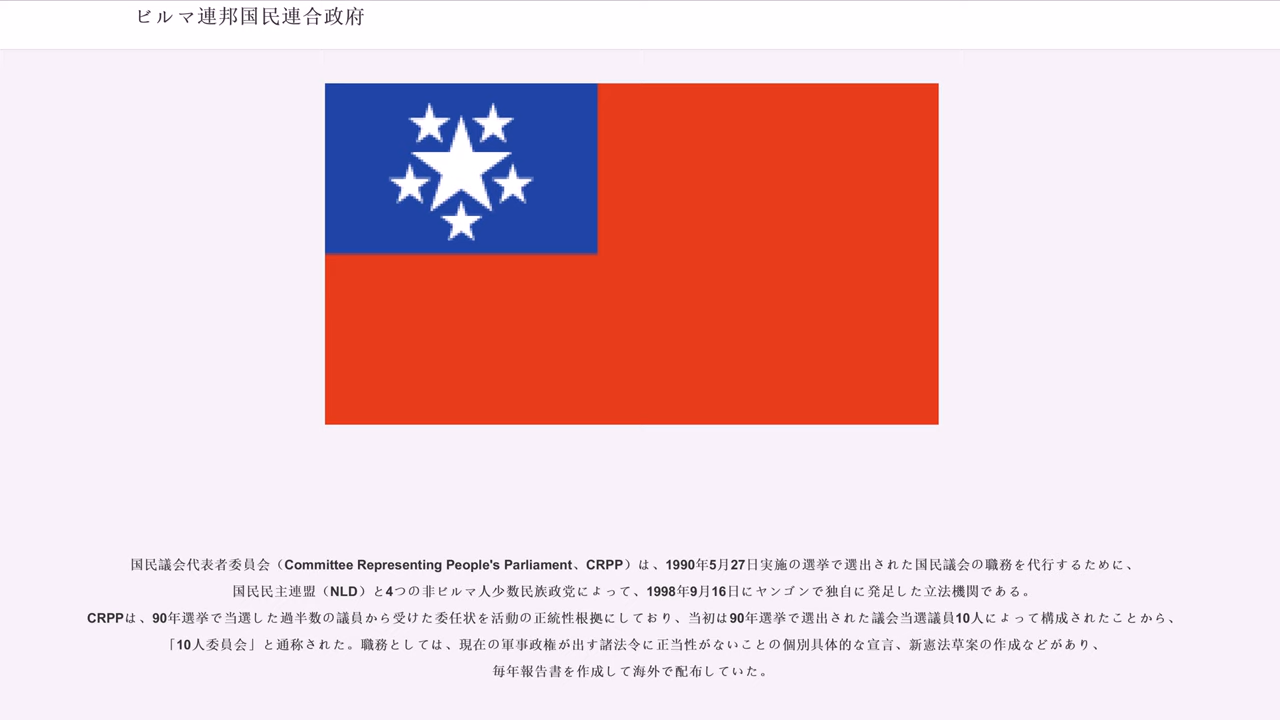 ビルマ連邦国民連合政府
国民議会代表者委員会（Committee Representing People's Parliament、CRPP）は、1990年5月27日実施の選挙で選出された国民議会の職務を代行するために、
国民民主連盟（NLD）と4つの非ビルマ人少数民族政党によって、1998年9月16日にヤンゴンで独自に発足した立法機関である。
CRPPは、90年選挙で当選した過半数の議員から受けた委任状を活動の正統性根拠にしており、当初は90年選挙で選出された議会当選議員10人によって構成されたことから、
「10人委員会」と通称された。職務としては、現在の軍事政権が出す諸法令に正当性がないことの個別具体的な宣言、新憲法草案の作成などがあり、
毎年報告書を作成して海外で配布していた。